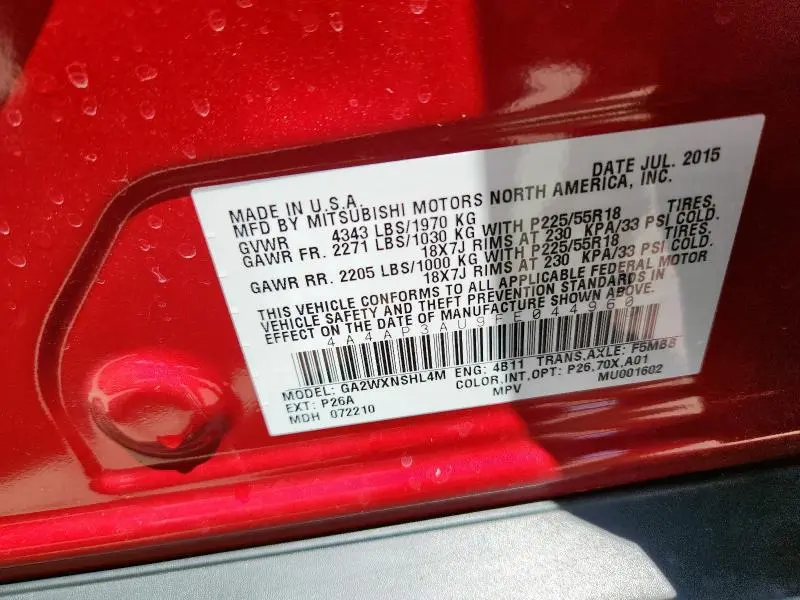 DATE JUL. 2015
MADE IN U.S.A.
MFD BY MITSUBISHI MOTORS NORTH AMERICA, INC.
GVWR 4343 LBS/1970 KG
GAWR FR. 2271 LBS/1030 KG WITH P225/55R18 TIRES,
18X7J RIMS AT 230 KPA/33 PSI COLD.
GAWR RR. 2205 LBS/1000 KG WITH P225/55R18 TIRES,
18X7J RIMS AT 230 KPA/33 PSI COLD.
THIS VEHICLE CONFORMS TO ALL APPLICABLE FEDERAL MOTOR
VEHICLE SAFETY AND THEFT PREVENTION STANDARDS IN
EFFECT ON THE DATE OF MANUFACTURE SHOWN ABOVE.
4A4AP3AU9FE044960
MODEL: GA2WXNSHL4M ENG: 4B11 TRANS,AXLE: F5MBB
EXT: P26A COLOR,INT,OPT: P26,70X,A01
MDH 072210 MPV MU001602